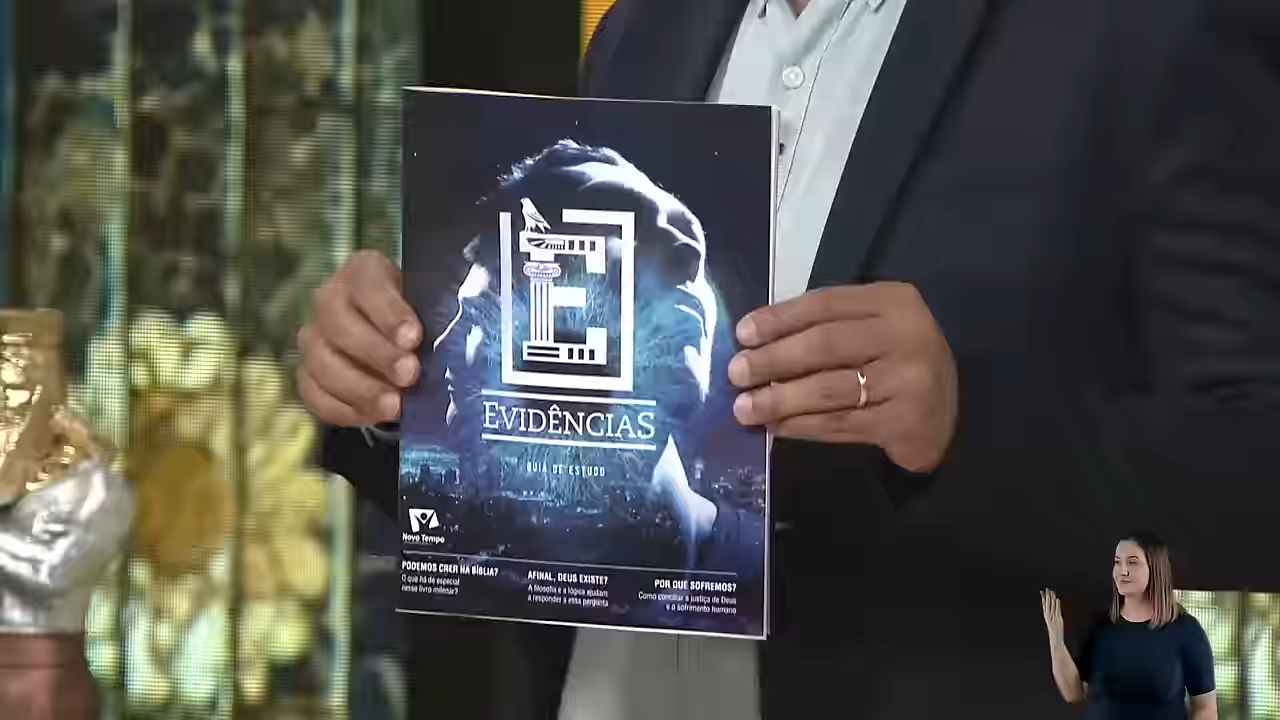 EVIDÊNCIAS
GUIA DE ESTUDO
Novo Tempo
PODEMOS CRER NA BÍBLIA?
O que há de especial
nesse livro milenar?
AFINAL, DEUS EXISTE?
A filosofia e a lógica ajudam
a responder a essa pergunta
POR QUE SOFREMOS?
Como conciliar a justiça de Deus
e o sofrimento humano